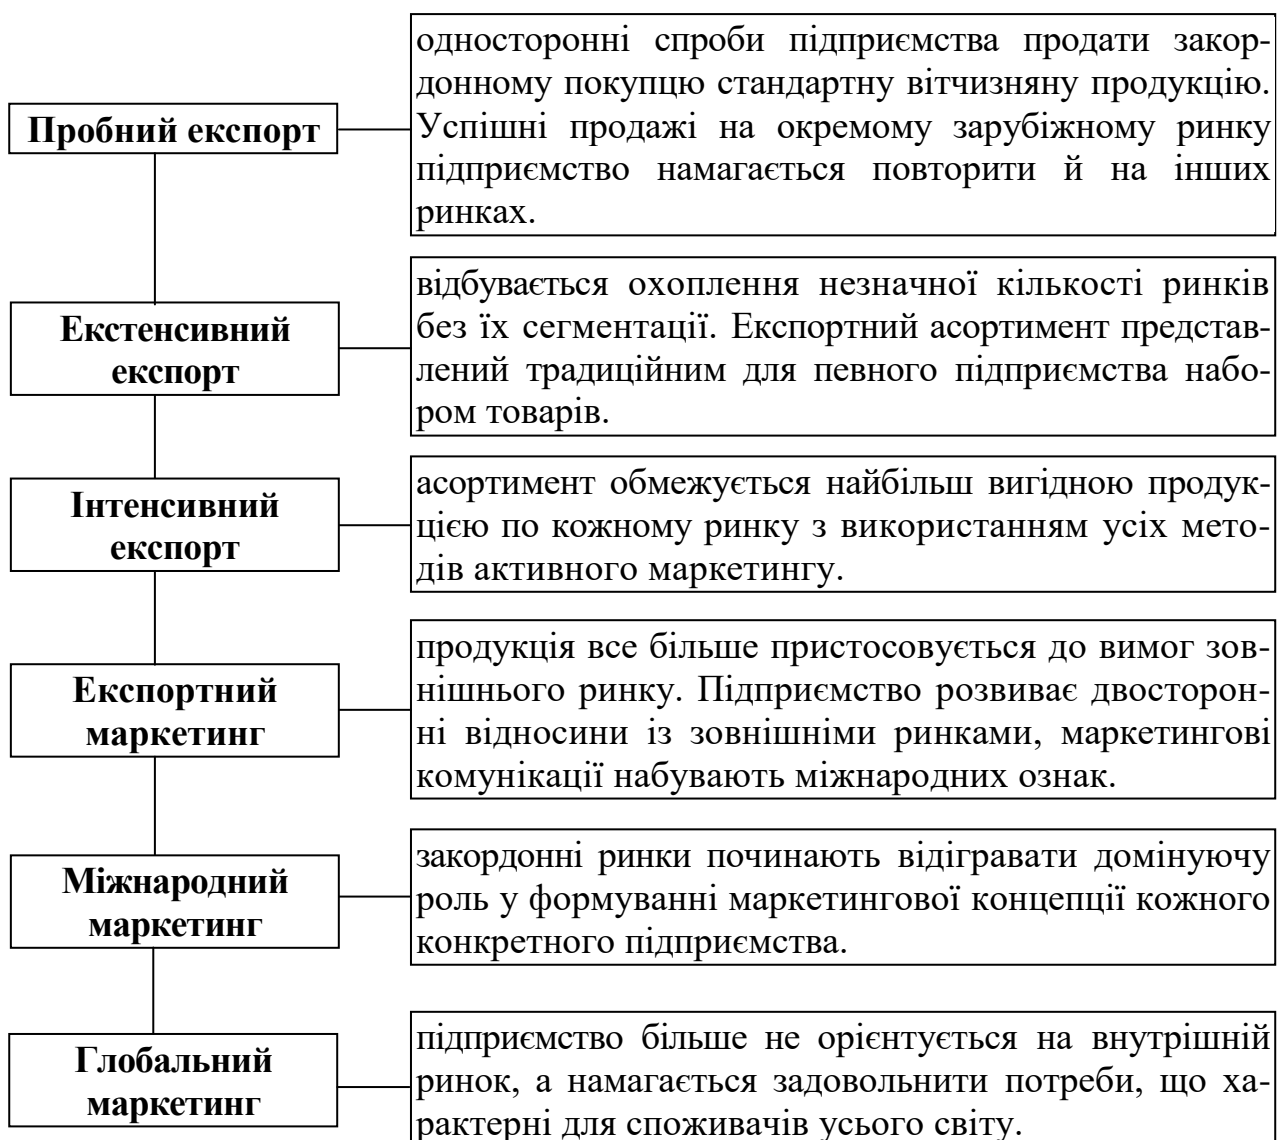 Пробний експорт
односторонні спроби підприємства продати закор-
донному покупцю стандартну вітчизняну продукцію.
Успішні продажі на окремому зарубіжному ринку
підприємство намагається повторити й на інших
ринках.
Екстенсивний
експорт
відбувається охоплення незначної кількості ринків
без їх сегментації. Експортний асортимент представ-
лений традиційним для певного підприємства набо-
ром товарів.
Інтенсивний
експорт
асортимент обмежується найбільш вигідною продук-
цією по кожному ринку з використанням усіх мето-
дів активного маркетингу.
Експортний
маркетинг
продукція все більше пристосовується до вимог зов-
нішнього ринку. Підприємство розвиває двосторон-
ні відносини із зовнішніми ринками, маркетингові
комунікації набувають міжнародних ознак.
Міжнародний
маркетинг
закордонні ринки починають відігравати домінуючу
роль у формуванні маркетингової концепції кожного
конкретного підприємства.
Глобальний
маркетинг
підприємство більше не орієнтується на внутрішній
ринок, а намагається задовольнити потреби, що ха-
рактерні для споживачів усього світу.